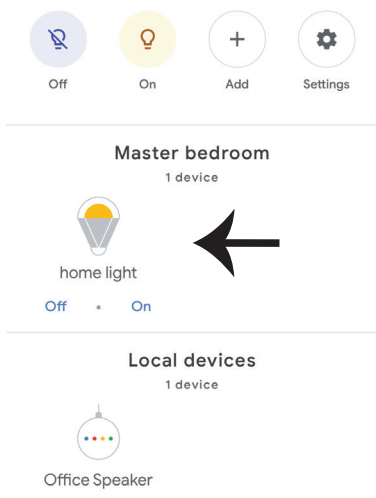 Off On Add Settings
Master bedroom
1 device
home light
Off • On
Local devices
1 device
Office Speaker